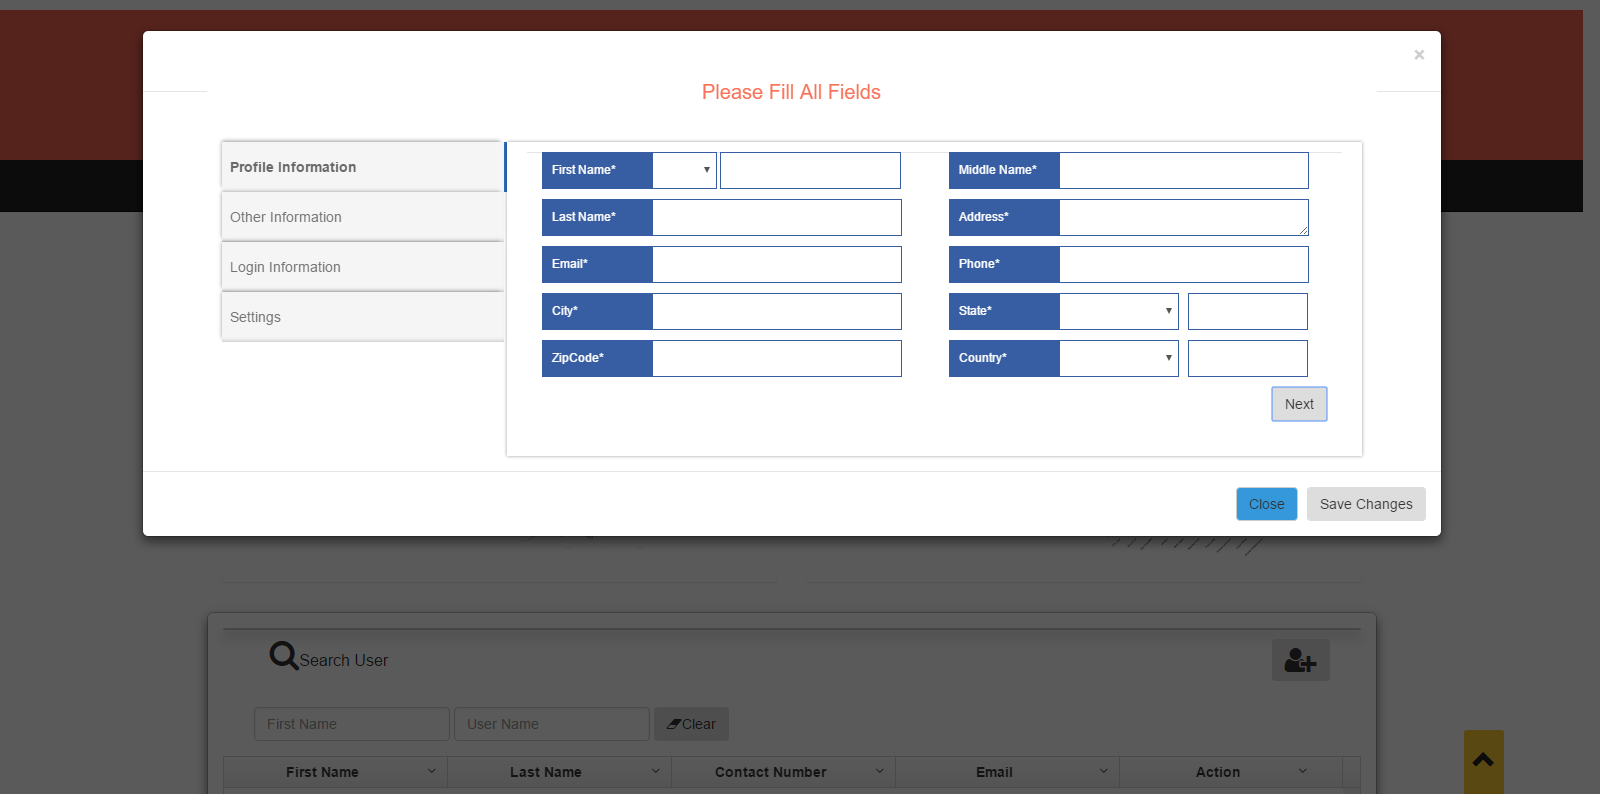 ×
Please Fill All Fields
Profile Information
Other Information
Login Information
Settings
First Name*
Middle Name*
Last Name*
Address*
Email*
Phone*
City*
State*
ZipCode*
Country*
Next
Close
Save Changes
Search User
First Name
User Name
Clear
First Name
Last Name
Contact Number
Email
Action